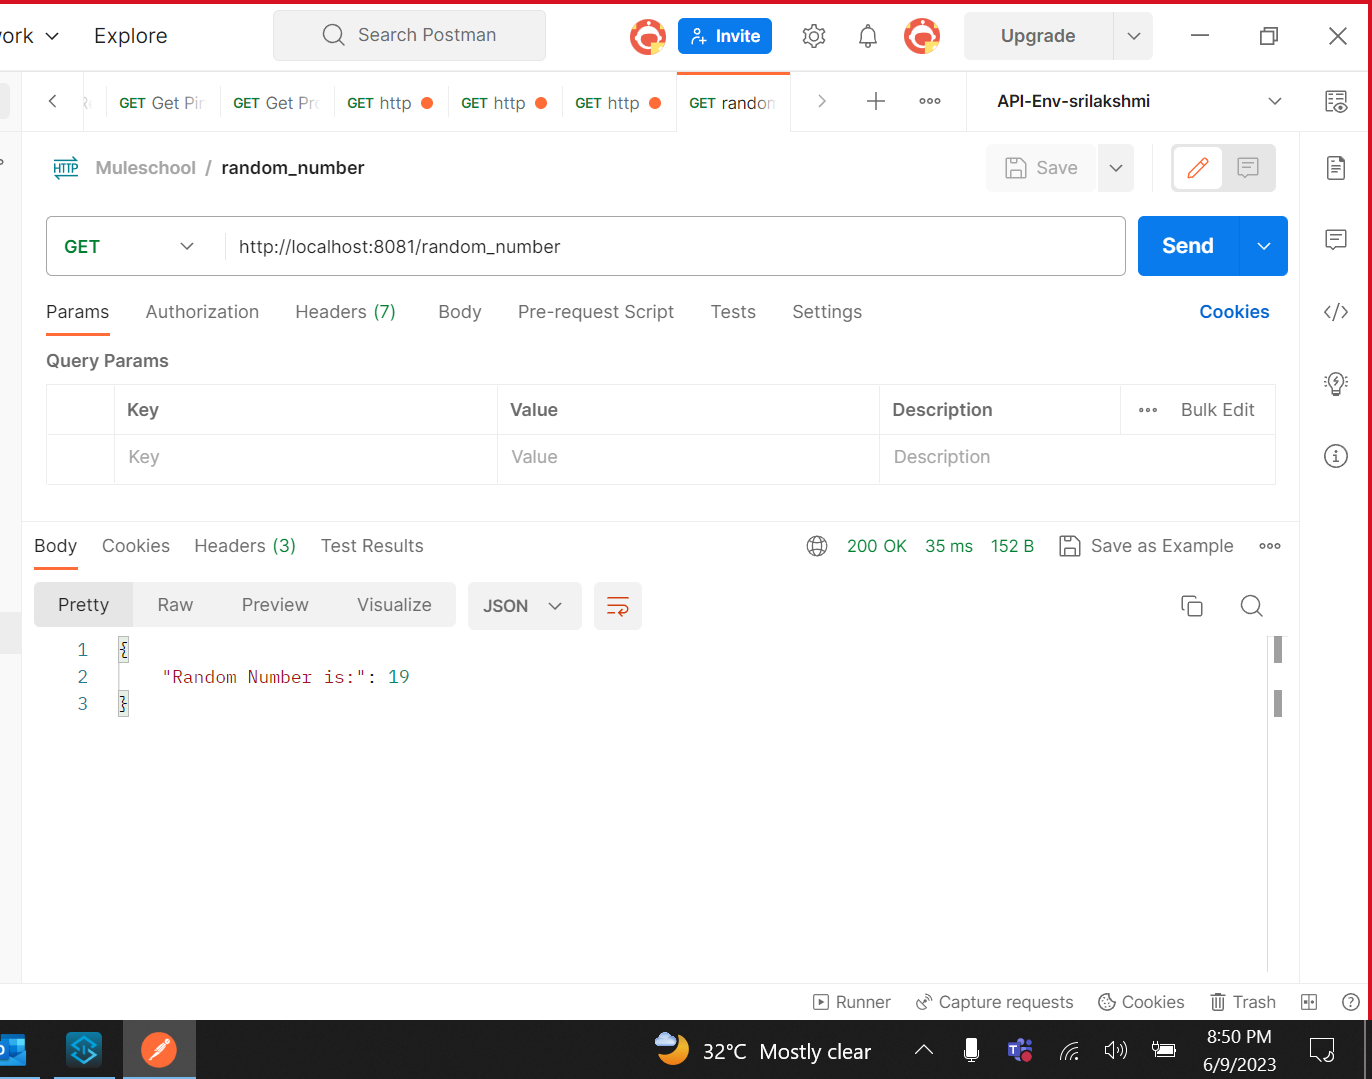 ork Explore Search Postman Invite Upgrade
GET Get Pir GET Get Pro GET http GET http GET http GET random API-Env-srilakshmi
HTTP Muleschool / random_number Save
GET http://localhost:8081/random_number Send
Params Authorization Headers (7) Body Pre-request Script Tests Settings Cookies
Query Params
Key Value Description Bulk Edit
Key Value Description
Body Cookies Headers (3) Test Results 200 OK 35 ms 152 B Save as Example
Pretty Raw Preview Visualize JSON
1 {
2 "Random Number is:": 19
3 }
Runner Capture requests Cookies Trash
32°C Mostly clear 8:50 PM
6/9/2023